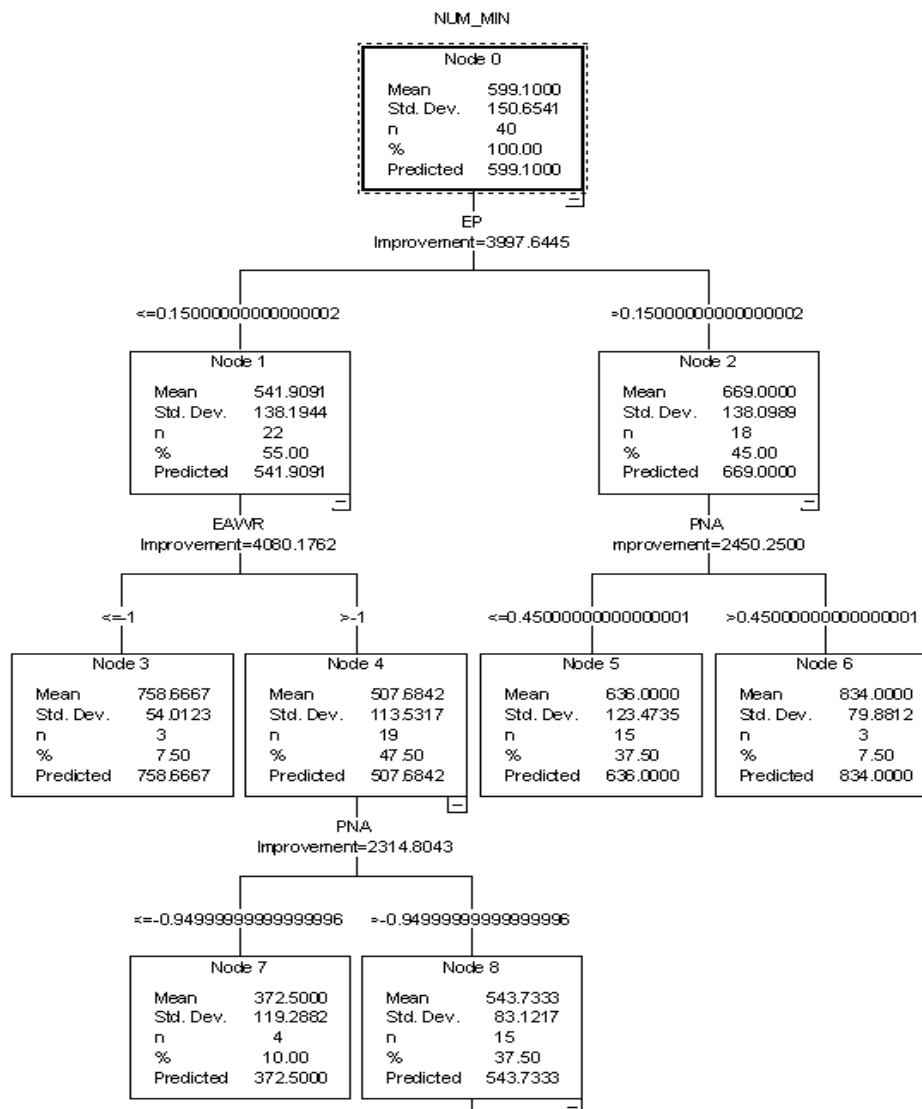 NUM_MIN
Node 0
Mean 599.1000
Std. Dev. 150.6541
n 40
% 100.00
Predicted 599.1000
EP
Improvement=3997.6445
<=0.15000000000000002
>0.15000000000000002
Node 1
Mean 541.9091
Std. Dev. 138.1944
n 22
% 55.00
Predicted 541.9091
Node 2
Mean 669.0000
Std. Dev. 138.0989
n 18
% 45.00
Predicted 669.0000
EAWR
Improvement=4080.1762
PNA
mprovement=2450.2500
<=-1
>-1
<=0.450000000000000001
>0.450000000000000001
Node 3
Mean 758.6667
Std. Dev. 54.0123
n 3
% 7.50
Predicted 758.6667
Node 4
Mean 507.6842
Std. Dev. 113.5317
n 19
% 47.50
Predicted 507.6842
Node 5
Mean 636.0000
Std. Dev. 123.4735
n 15
% 37.50
Predicted 636.0000
Node 6
Mean 834.0000
Std. Dev. 79.8812
n 3
% 7.50
Predicted 834.0000
PNA
Improvement=2314.8043
<=-0.94999999999999996
>-0.94999999999999996
Node 7
Mean 372.5000
Std. Dev. 119.2882
n 4
% 10.00
Predicted 372.5000
Node 8
Mean 543.7333
Std. Dev. 83.1217
n 15
% 37.50
Predicted 543.7333